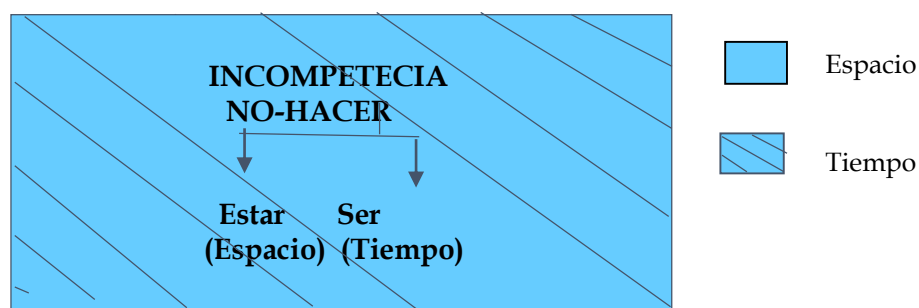 INCOMPETECIA
NO-HACER
Estar Ser
(Espacio) (Tiempo)
Espacio
Tiempo